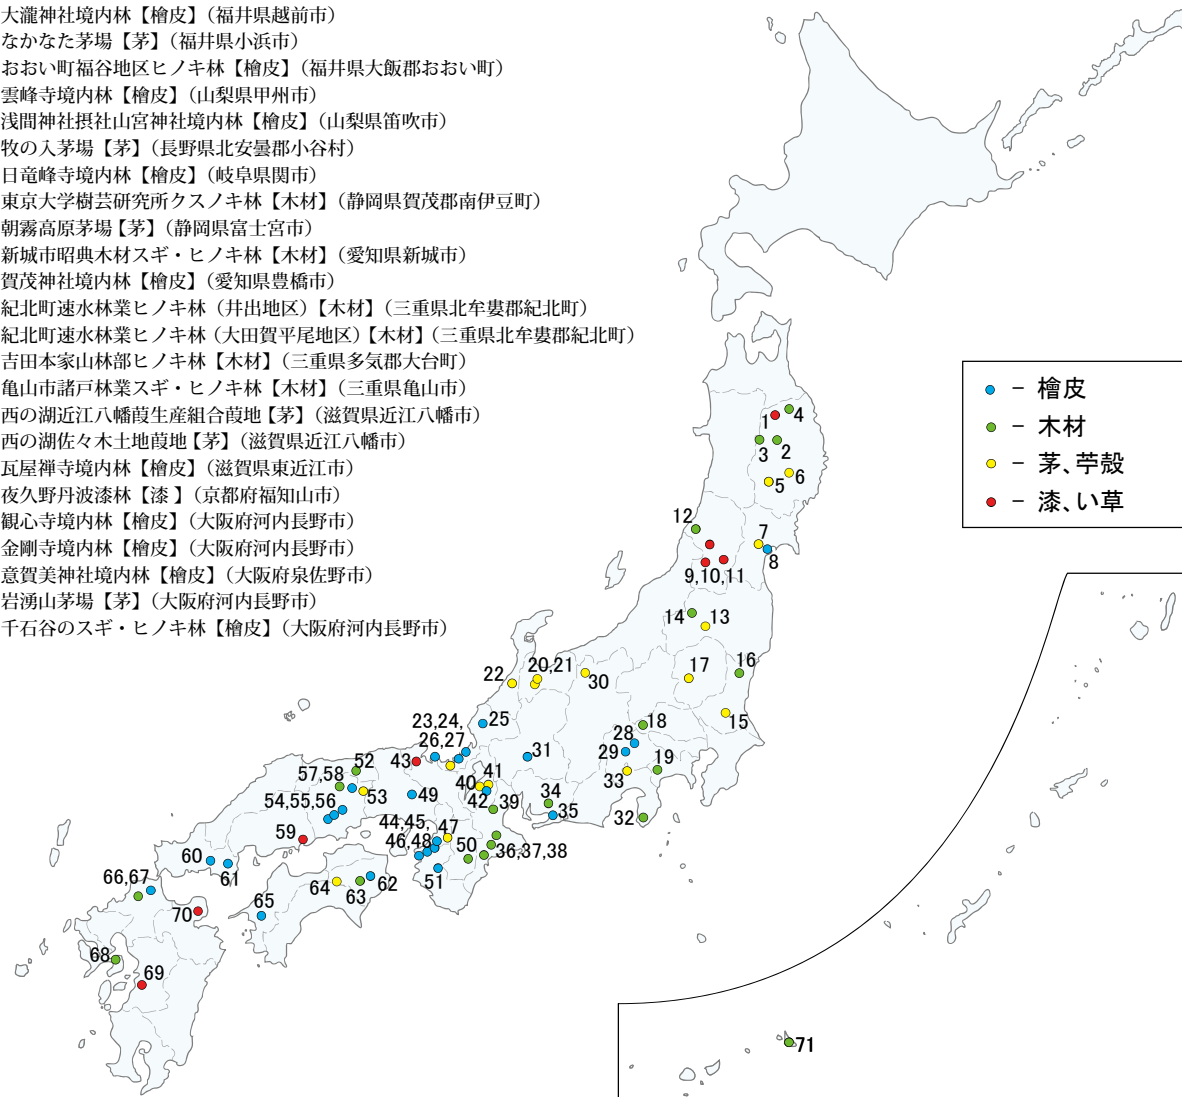 大瀧神社境内林【檜皮】（福井県越前市）
なかなた茅場【茅】（福井県小浜市）
おおい町福谷地区ヒノキ林【檜皮】（福井県大飯郡おおい町）
雲峰寺境内林【檜皮】（山梨県甲州市）
浅間神社摂社山宮神社境内林【檜皮】（山梨県笛吹市）
牧の入茅場【茅】（長野県北安曇郡小谷村）
日竜峰寺境内林【檜皮】（岐阜県関市）
東京大学樹芸研究所クスノキ林【木材】（静岡県賀茂郡南伊豆町）
朝霧高原茅場【茅】（静岡県富士宮市）
新城市昭典木材スギ・ヒノキ林【木材】（愛知県新城市）
賀茂神社境内林【檜皮】（愛知県豊橋市）
紀北町速水林業ヒノキ林（井出地区）【木材】（三重県北牟婁郡紀北町）
紀北町速水林業ヒノキ林（大田賀平尾地区）【木材】（三重県北牟婁郡紀北町）
吉田本家山林部ヒノキ林【木材】（三重県多気郡大台町）
亀山市諸戸林業スギ・ヒノキ林【木材】（三重県亀山市）
西の湖近江八幡葭生産組合葭地【茅】（滋賀県近江八幡市）
西の湖佐々木土地葭地【茅】（滋賀県近江八幡市）
瓦屋禅寺境内林【檜皮】（滋賀県東近江市）
夜久野丹波漆林【漆 】（京都府福知山市）
観心寺境内林【檜皮】（大阪府河内長野市）
金剛寺境内林【檜皮】（大阪府河内長野市）
意賀美神社境内林【檜皮】（大阪府泉佐野市）
岩湧山茅場【茅】（大阪府河内長野市）
千石谷のスギ・ヒノキ林【檜皮】（大阪府河内長野市）
－ 檜皮
－ 木材
－ 茅、苧殻
－ 漆、い草
1
4
3
2
5
6
12
7
8
9,10,11
14
13
20,21
22
30
17
16
15
23,24,
26,27
25
18
28
29
31
19
33
32
52
43
57,58
53
54,55,56
49
40
41
42
39
34
35
59
44,45,
46,48
47
50
36,37,38
51
60
61
66,67
64
63
62
65
70
68
69
71